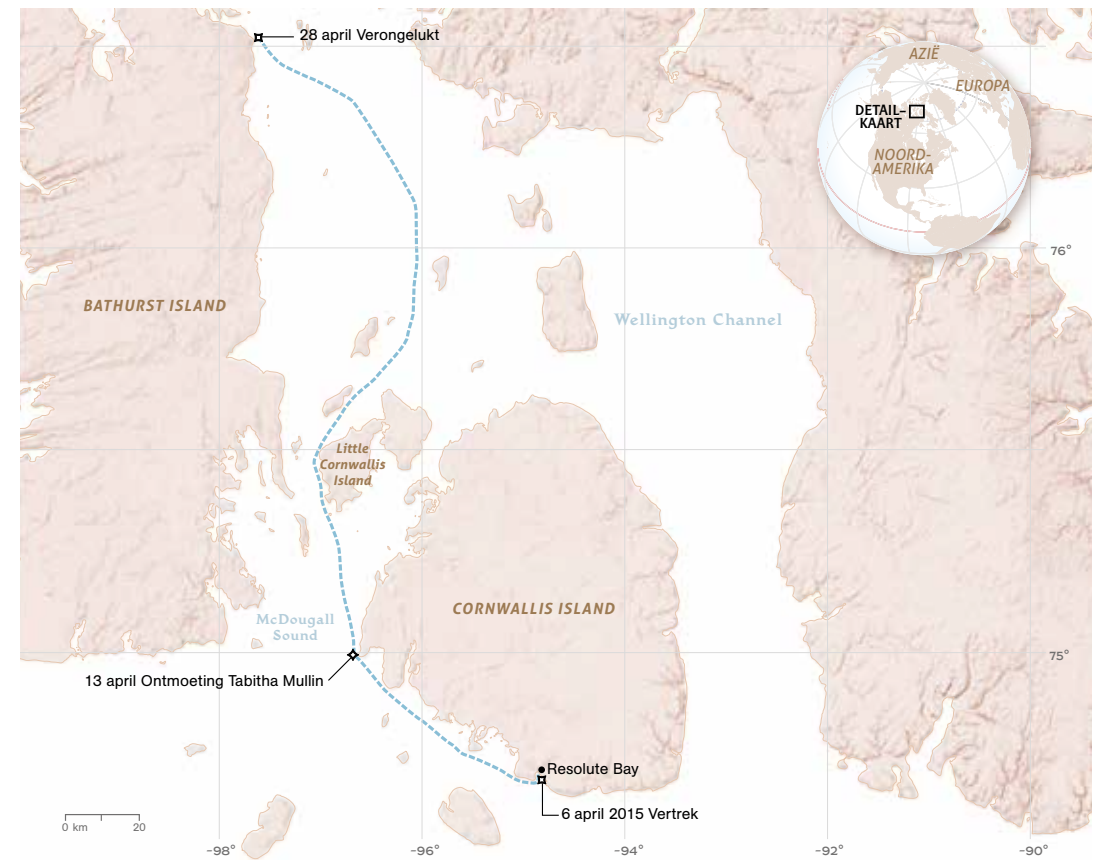 28 april Verongelukt
AZIË
EUROPA
DETAIL-
KAART
NOORD-
AMERIKA
76°
BATHURST ISLAND
Wellington Channel
Little
Cornwallis
Island
CORNWALLIS ISLAND
McDougall
Sound
75°
13 april Ontmoeting Tabitha Mullin
Resolute Bay
6 april 2015 Vertrek
0 km 20
-98° -96° -94° -92° -90°